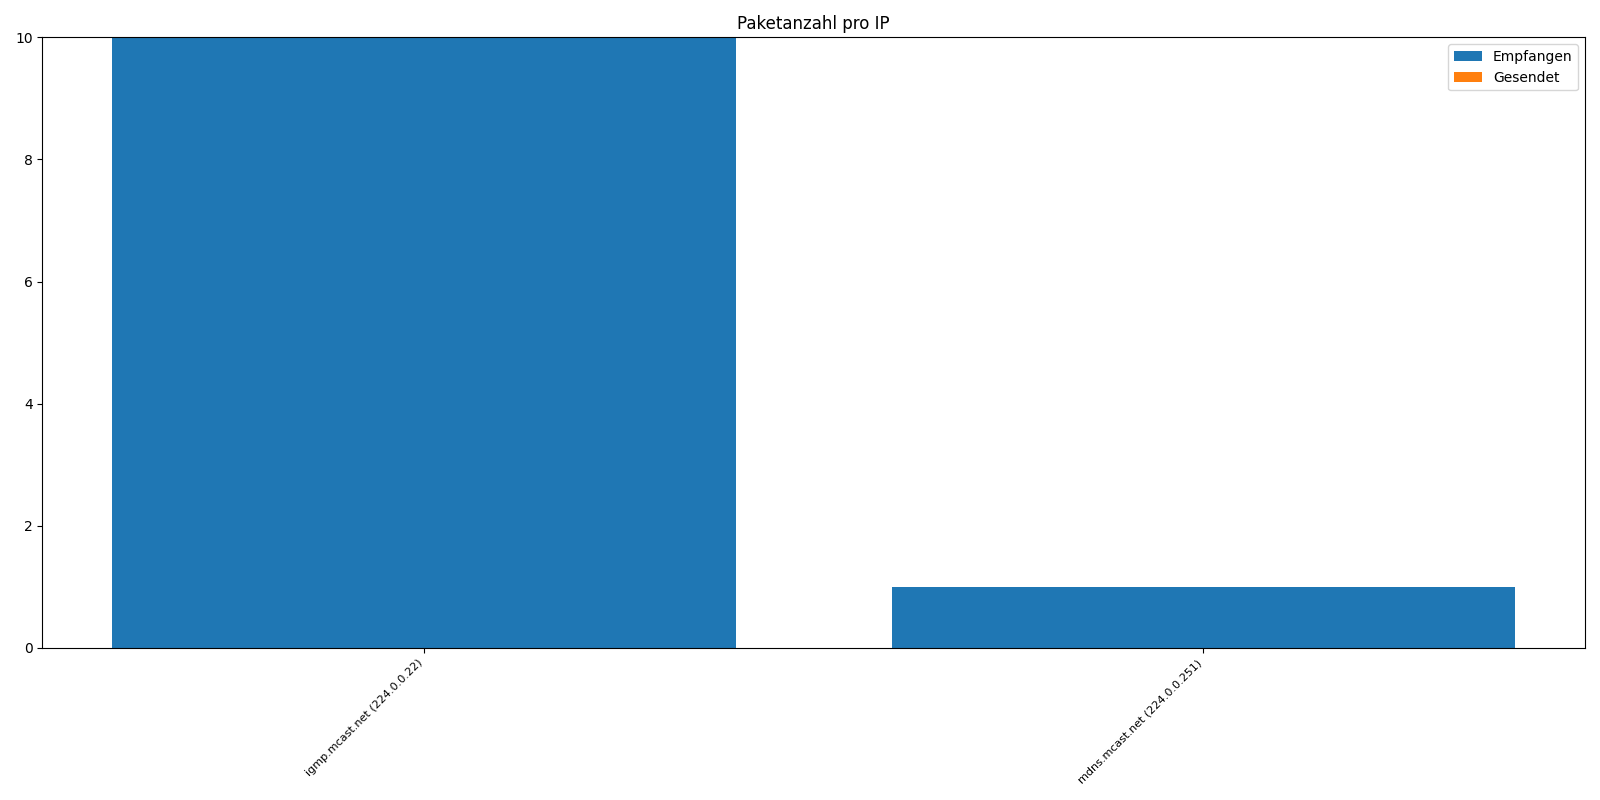 Paketanzahl pro IP
Empfangen
Gesendet
10
8
6
4
2
0
igmp.mcast.net (224.0.0.22)
mdns.mcast.net (224.0.0.251)